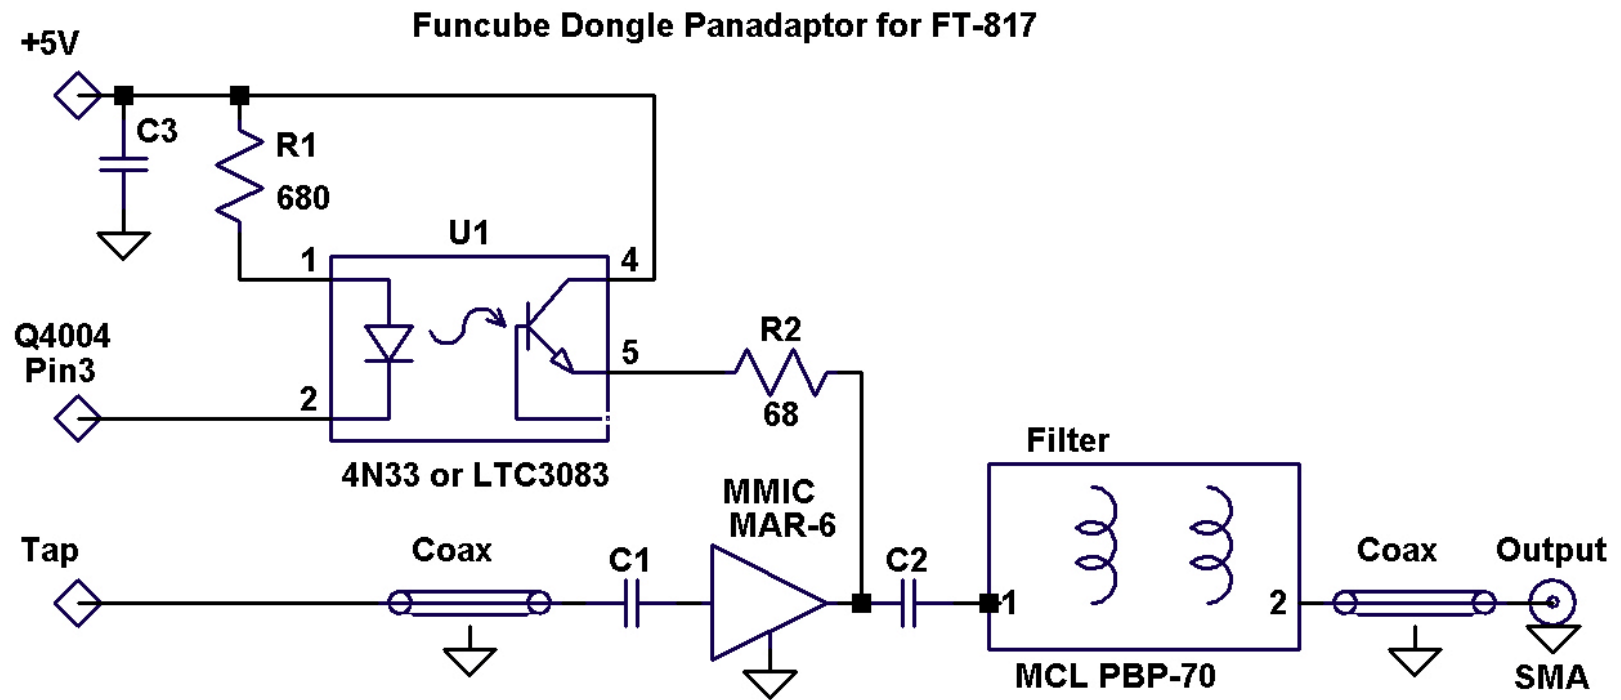 Funcube Dongle Panadaptor for FT-817
+5V
C3
R1
680
U1
1
4
Q4004
Pin3
2
5
R2
68
4N33 or LTC3083
Filter
MMIC
MAR-6
Tap
Coax
C1
C2
1
2
Coax
Output
MCL PBP-70
SMA